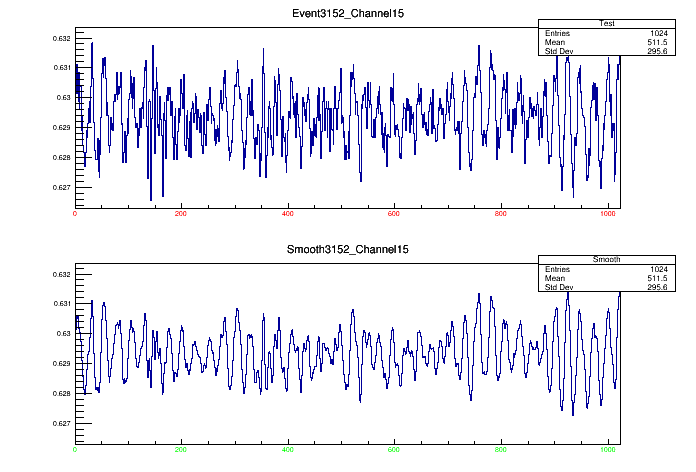 Event3152_Channel15
Test
Entries 1024
Mean 511.5
Std Dev 295.6
0.632
0.631
0.63
0.629
0.628
0.627
0 200 400 600 800 1000
Smooth3152_Channel15
Smooth
Entries 1024
Mean 511.5
Std Dev 295.6
0.632
0.631
0.63
0.629
0.628
0.627
0 200 400 600 800 1000